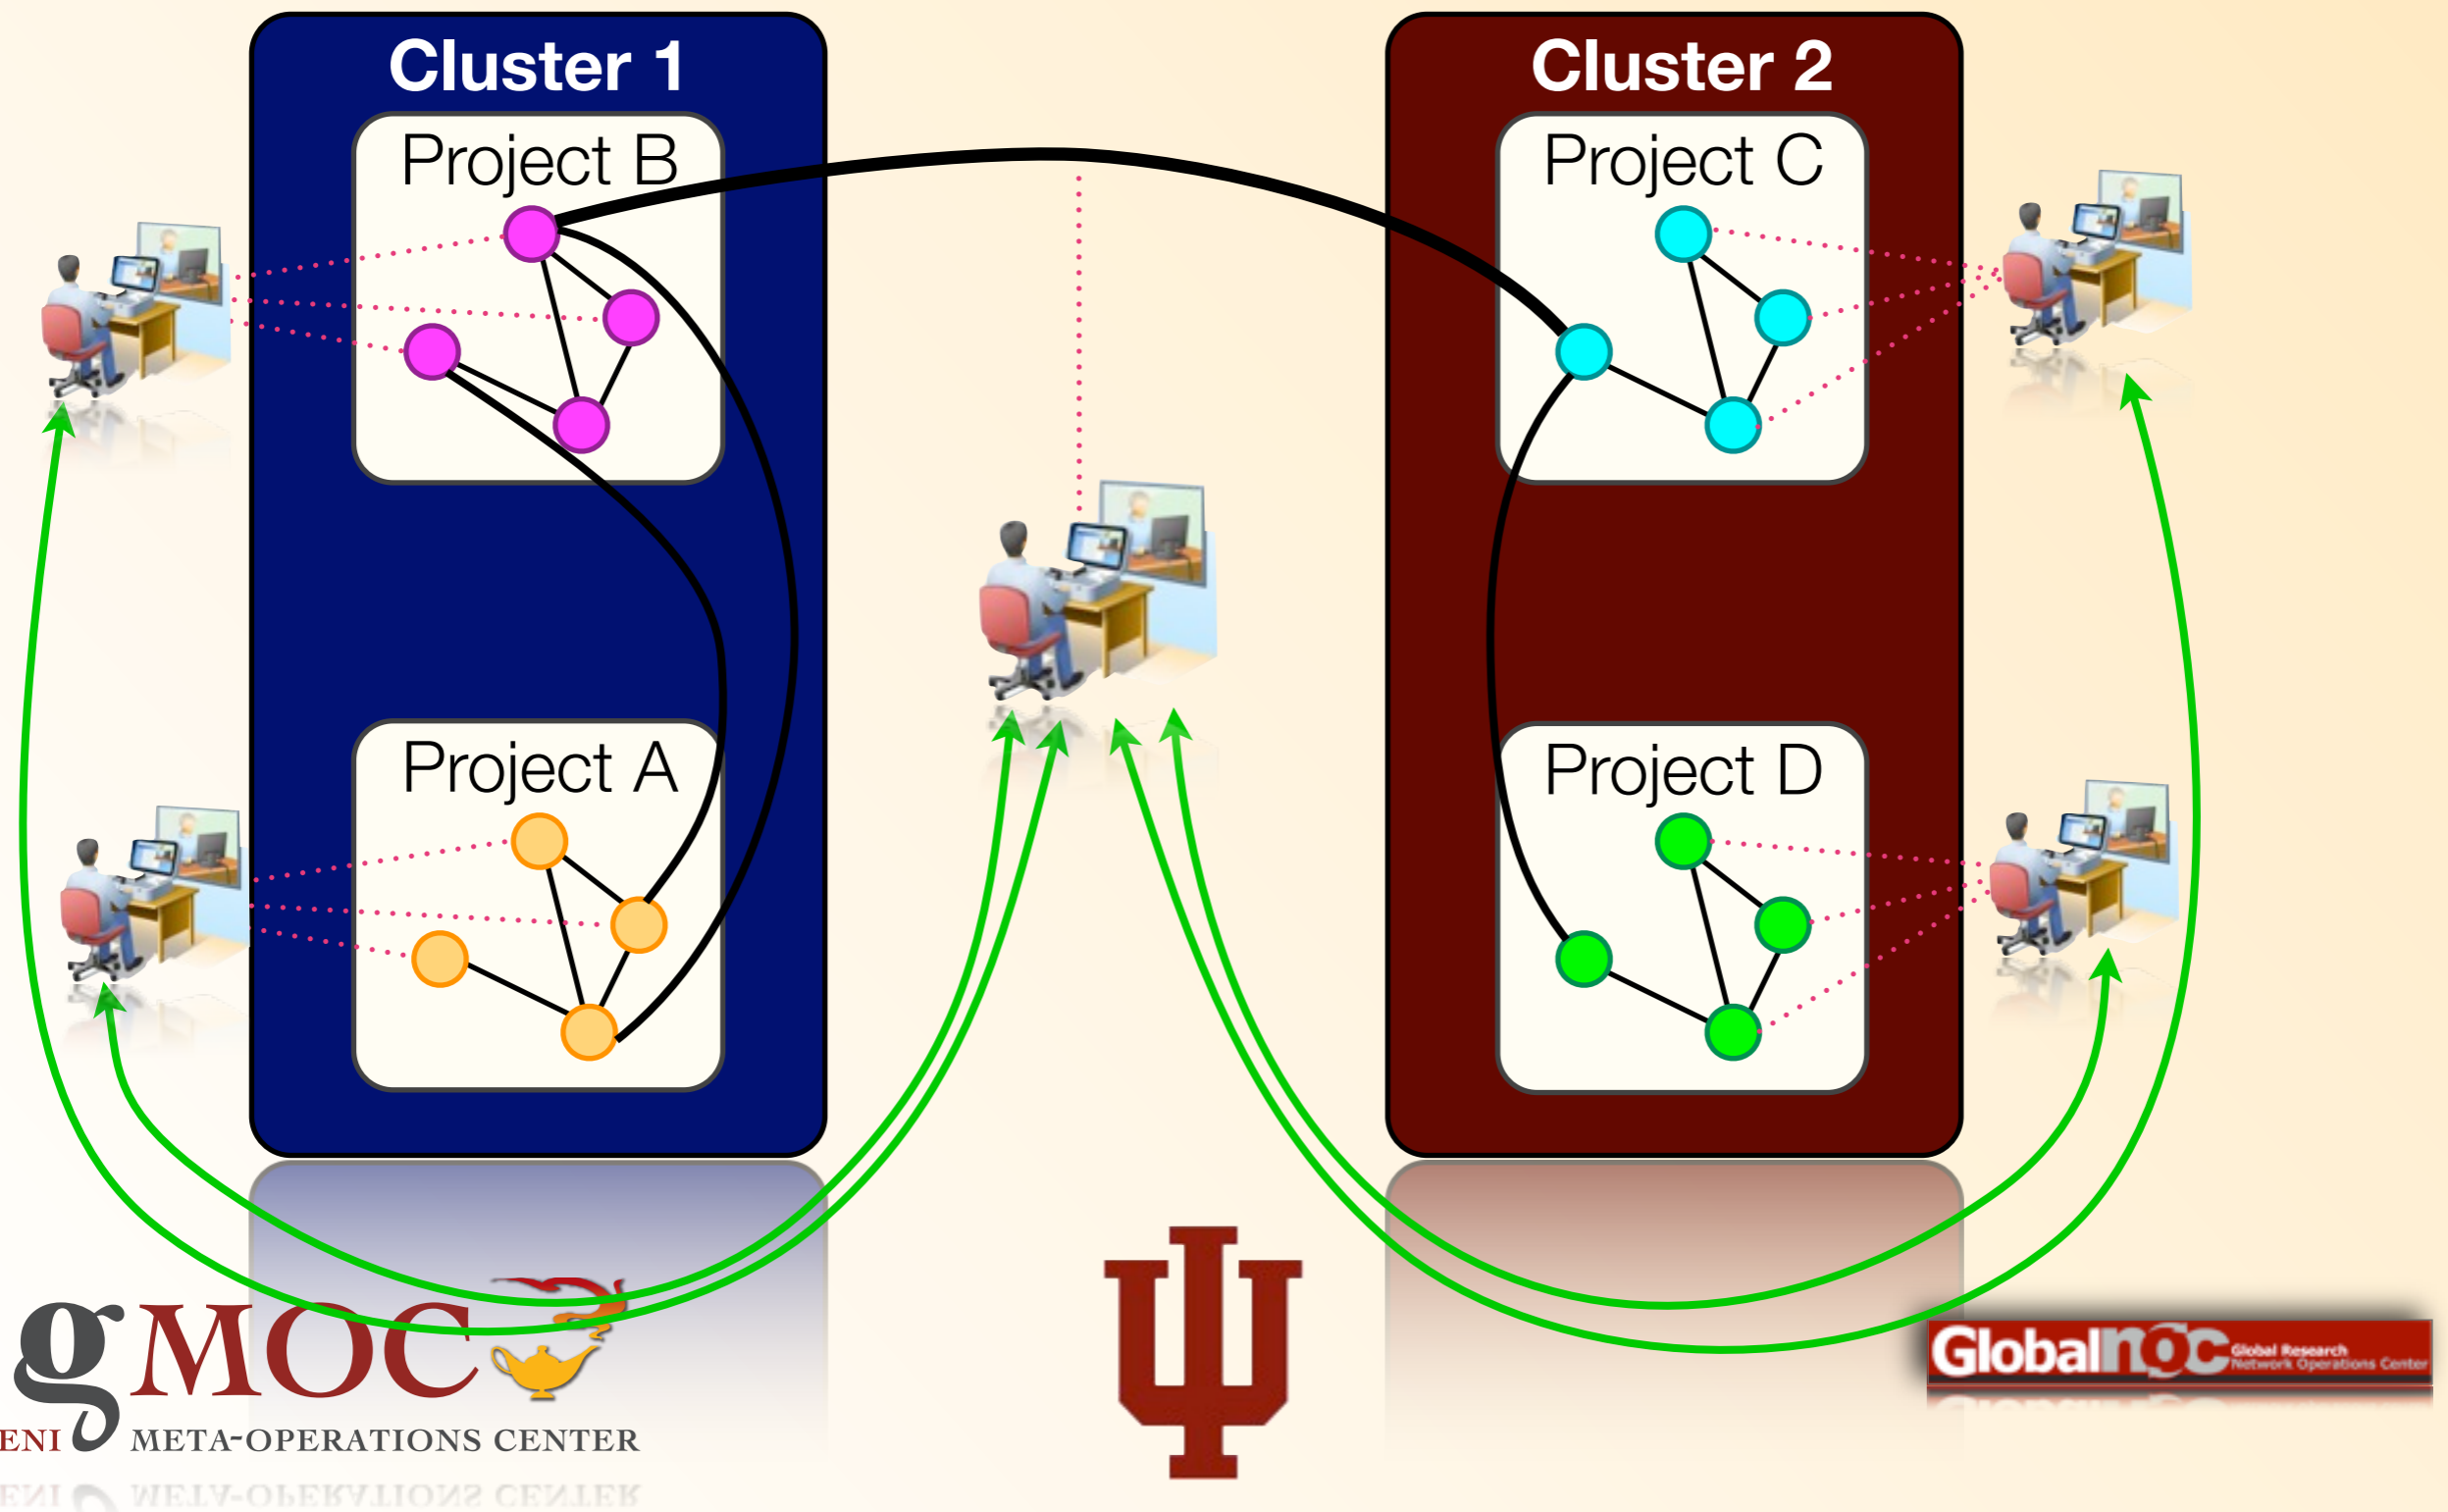 Cluster 1
Cluster 2
Project B
Project C
Project A
Project D
gMOC
ENI META-OPERATIONS CENTER
Globalnoc Global Research
Network Operations Center